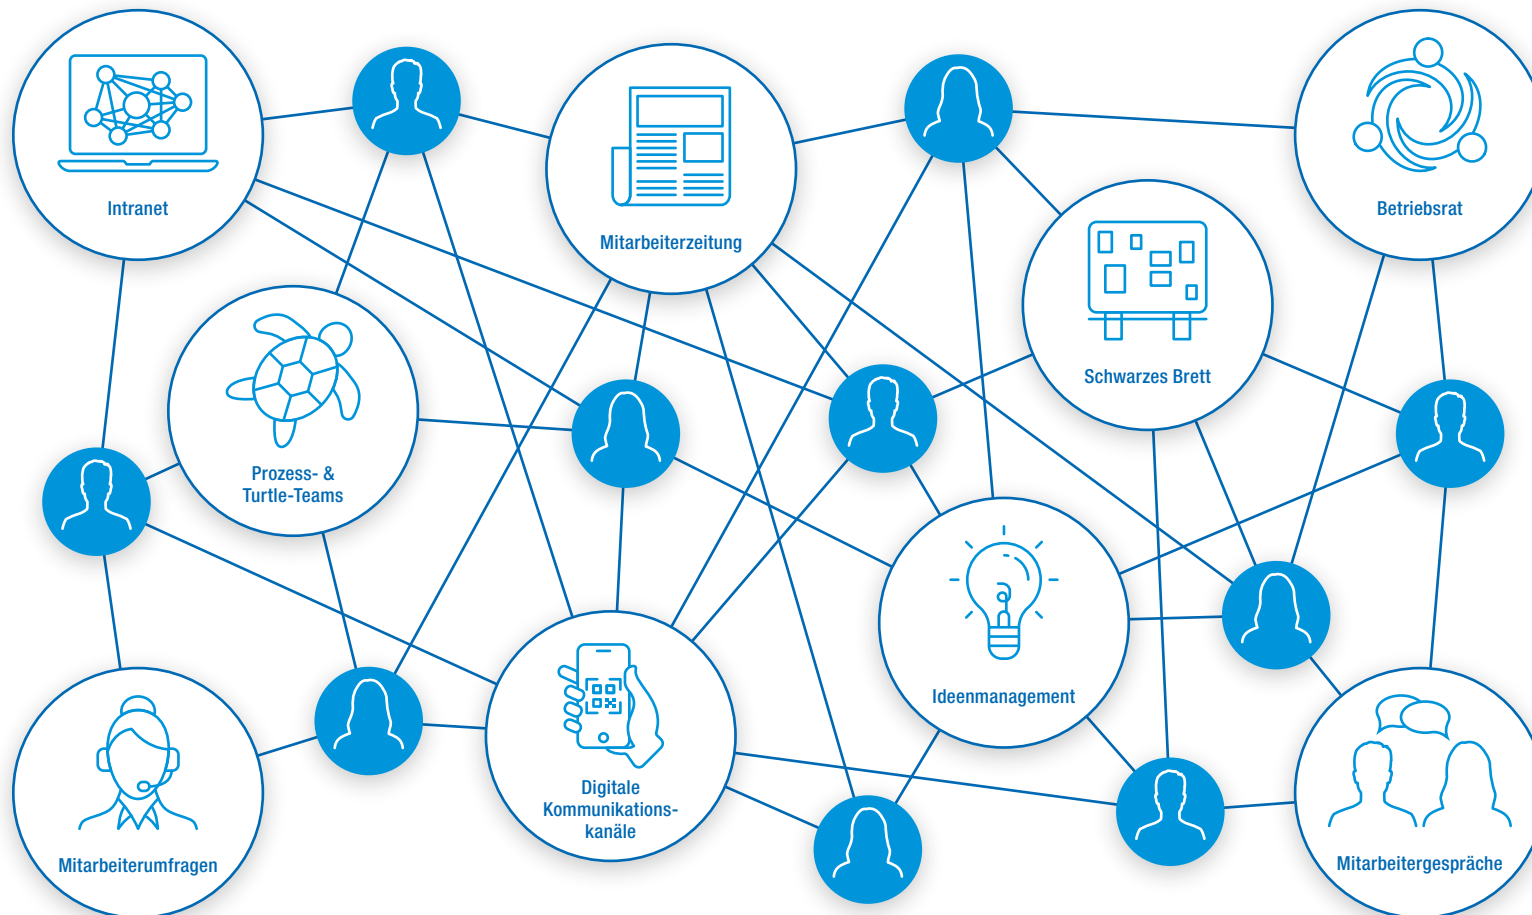 Intranet
Mitarbeiterzeitung
Betriebsrat
Schwarzes Brett
Prozess- &
Turtle-Teams
Ideenmanagement
Digitale
Kommunikations-
kanäle
Mitarbeiterumfragen
Mitarbeitergespräche